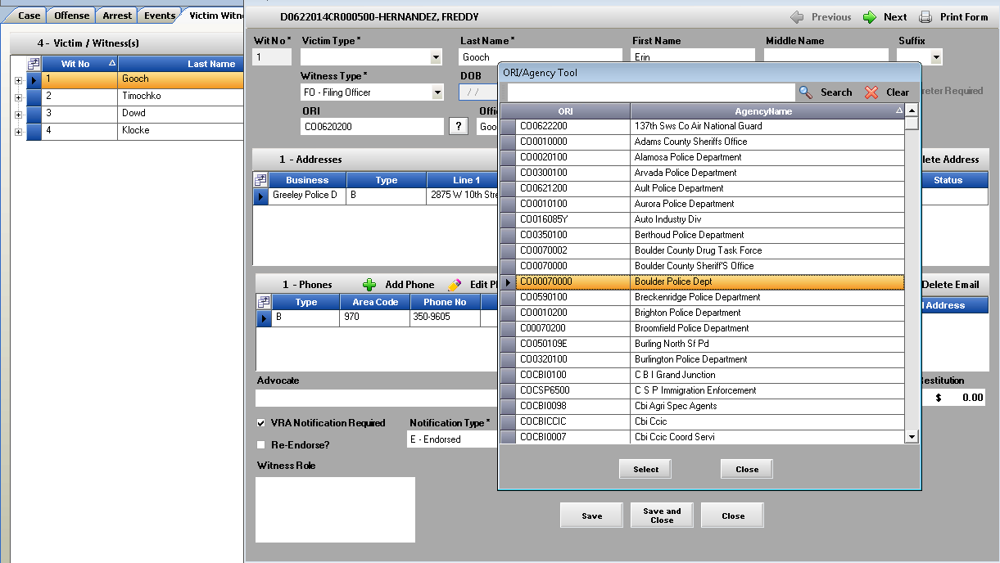 Case Offense Arrest Events Victim Witn
D0622014CR000500-HERNANDEZ, FREDDY
Previous Next Print Form
4 - Victim / Witness(s)
Wit No Last Name
1 Gooch
2 Timochko
3 Dowd
4 Klocke
Wit No * Victim Type * Last Name * First Name Middle Name Suffix
1 Gooch Erin
Witness Type * DOB
FO - Filing Officer / /
reter Required
ORI Offic
CO0620200 ? Goo
1 - Addresses
lete Address
Business Type Line 1 Status
Greeley Police D B 2875 W 10th Stre
1 - Phones Add Phone Edit Ph
Delete Email
Type Area Code Phone No
l Address
B 970 350-9605
Advocate
Restitution
$ 0.00
VRA Notification Required Notification Type *
E - Endorsed
Re-Endorse?
Witness Role
ORI/Agency Tool
Search Clear
ORI AgencyName
CO0622200 137th Sws Co Air National Guard
CO0010000 Adams County Sheriffs Office
CO0020100 Alamosa Police Department
CO0300100 Arvada Police Department
CO0621200 Ault Police Department
CO0010100 Aurora Police Department
CO016085Y Auto Industry Div
CO0350100 Berthoud Police Department
CO0070002 Boulder County Drug Task Force
CO0070000 Boulder County Sheriff'S Office
CO00070000 Boulder Police Dept
CO0590100 Breckenridge Police Department
CO0010200 Brighton Police Department
CO0070200 Broomfield Police Department
CO050109E Burling North Sf Pd
CO0320100 Burlington Police Department
COCBI0100 C B I Grand Junction
COCSP6500 C S P Immigration Enforcement
COCBI0098 Cbi Agri Spec Agents
COCBICCIC Cbi Ccic
COCBI0007 Cbi Ccic Coord Servi
Select Close
Save Save and Close Close